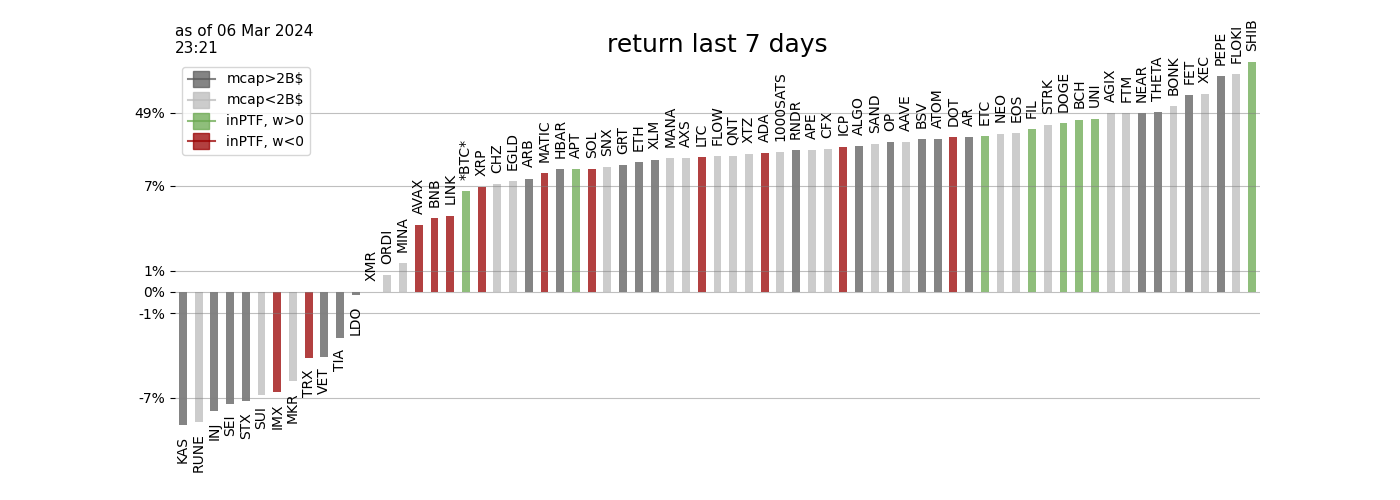 as of 06 Mar 2024
23:21
return last 7 days
mcap>2B$
mcap<2B$
inPTF, w>0
inPTF, w<0
49%
7%
1%
0%
-1%
-7%
KAS
RUNE
INJ
SEI
STX
SUI
IMX
MKR
TRX
VET
TIA
LDO
XMR
ORDI
MINA
AVAX
BNB
LINK
*BTC*
XRP
CHZ
EGLD
ARB
MATIC
HBAR
APT
SOL
SNX
GRT
ETH
XLM
MANA
AXS
LTC
FLOW
QNT
XTZ
ADA
1000SATS
RNDR
APE
CFX
ICP
ALGO
SAND
OP
AAVE
BSV
ATOM
DOT
AR
ETC
NEO
EOS
FIL
STRK
DOGE
BCH
UNI
AGIX
FTM
NEAR
THETA
BONK
FET
XEC
PEPE
FLOKI
SHIB